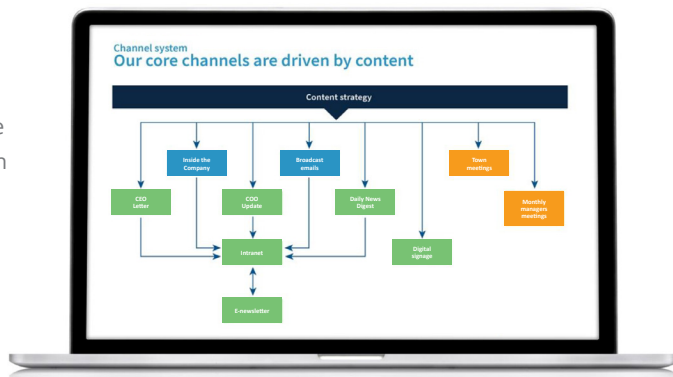 Channel system
Our core channels are driven by content
Content strategy
Inside the
Company
Broadcast
emails
Town
meetings
CEO
Letter
COO
Update
Daily News
Digest
Monthly
managers
meetings
Intranet
Digital
signage
E-newsletter